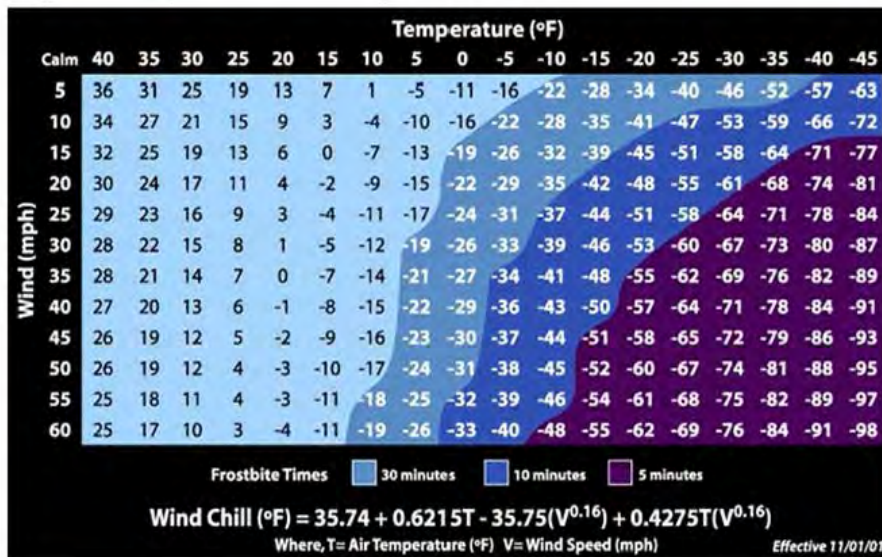 Temperature (ºF)
Calm 40 35 30 25 20 15 10 5 0 -5 -10 -15 -20 -25 -30 -35 -40 -45
5 36 31 25 19 13 7 1 -5 -11 -16 -22 -28 -34 -40 -46 -52 -57 -63
10 34 27 21 15 9 3 -4 -10 -16 -22 -28 -35 -41 -47 -53 -59 -66 -72
15 32 25 19 13 6 0 -7 -13 -19 -26 -32 -39 -45 -51 -58 -64 -71 -77
20 30 24 17 11 4 -2 -9 -15 -22 -29 -35 -42 -48 -55 -61 -68 -74 -81
25 29 23 16 9 3 -4 -11 -17 -24 -31 -37 -44 -51 -58 -64 -71 -78 -84
30 28 22 15 8 1 -5 -12 -19 -26 -33 -39 -46 -53 -60 -67 -73 -80 -87
35 28 21 14 7 0 -7 -14 -21 -27 -34 -41 -48 -55 -62 -69 -76 -82 -89
40 27 20 13 6 -1 -8 -15 -22 -29 -36 -43 -50 -57 -64 -71 -78 -84 -91
45 26 19 12 5 -2 -9 -16 -23 -30 -37 -44 -51 -58 -65 -72 -79 -86 -93
50 26 19 12 4 -3 -10 -17 -24 -31 -38 -45 -52 -60 -67 -74 -81 -88 -95
55 25 18 11 4 -3 -11 -18 -25 -32 -39 -46 -54 -61 -68 -75 -82 -89 -97
60 25 17 10 3 -4 -11 -19 -26 -33 -40 -48 -55 -62 -69 -76 -84 -91 -98
Wind (mph)
Frostbite Times 30 minutes 10 minutes 5 minutes
Wind Chill (ºF) = 35.74 + 0.6215T - 35.75(V^0.16) + 0.4275T(V^0.16)
Where, T= Air Temperature (ºF) V= Wind Speed (mph) Effective 11/01/01